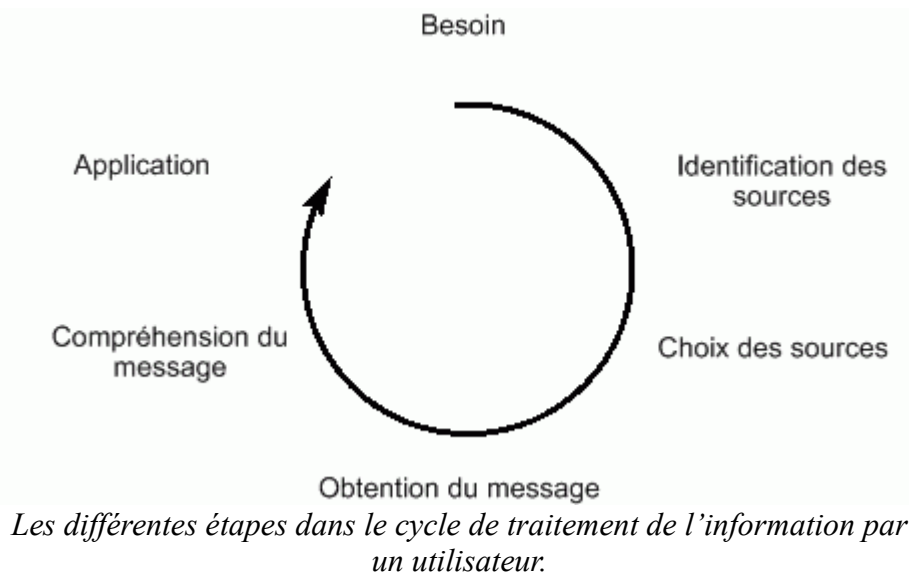 Besoin
Identification des
sources
Choix des sources
Obtention du message
Compréhension du
message
Application
Les différentes étapes dans le cycle de traitement de l’information par
un utilisateur.